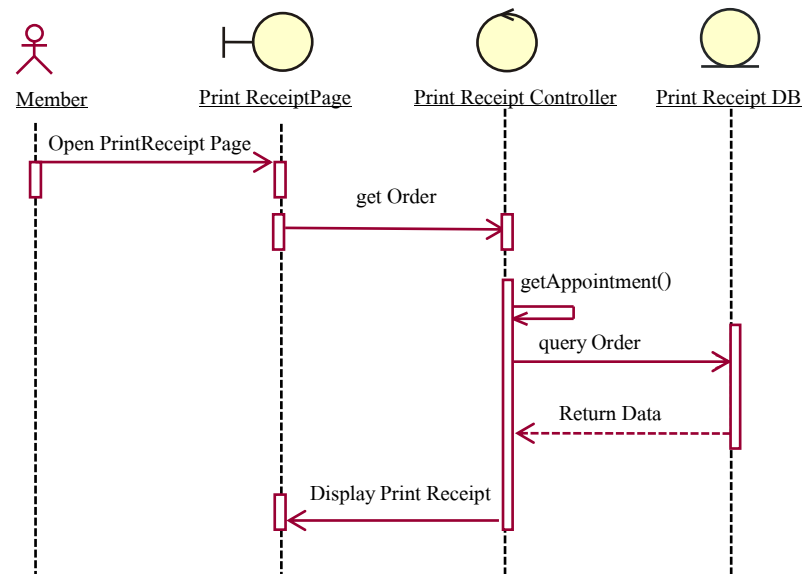 Member
Print ReceiptPage
Print Receipt Controller
Print Receipt DB
Open PrintReceipt Page
get Order
getAppointment()
query Order
Return Data
Display Print Receipt